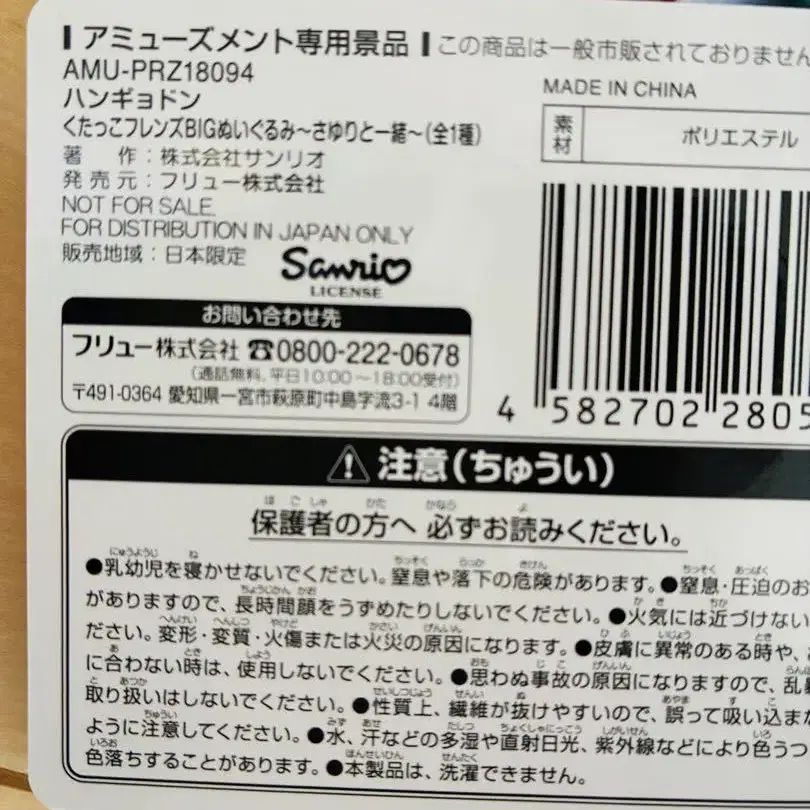 アミューズメント専用景品 この商品は一般市販されておりません
AMU-PRZ18094
ハンギョドン
くたっこフレンズBIGぬいぐるみ～さゆりと一緒～(全1種)
著 作：株式会社サンリオ
発売元：フリュー株式会社
NOT FOR SALE.
FOR DISTRIBUTION IN JAPAN ONLY
販売地域：日本限定
Sanrio
LICENSE
MADE IN CHINA
素材 ポリエステル
4 582702 2805
お問い合わせ先
フリュー株式会社 ☎0800-222-0678
(通話無料、平日10:00～18:00受付)
〒491-0364 愛知県一宮市萩原町中島字流3-1 4階
⚠注意(ちゅうい)
保護者の方へ 必ずお読みください。
●乳幼児を寝かせないでください。窒息や落下の危険があります。●窒息・圧迫のお
がありますので、長時間顔をうずめたりしないでください。●火気には近づけない
ださい。変形・変質・火傷または火災の原因になります。●皮膚に異常のある時や、
に合わない時は、使用しないでください。●思わぬ事故の原因になりますので、乱暴
取り扱いはしないでください。●性質上、繊維が抜けやすいので、誤って吸い込ま
ように注意してください。●水、汗などの多湿や直射日光、紫外線などにより色うつ
色落ちすることがあります。●本製品は、洗濯できません。